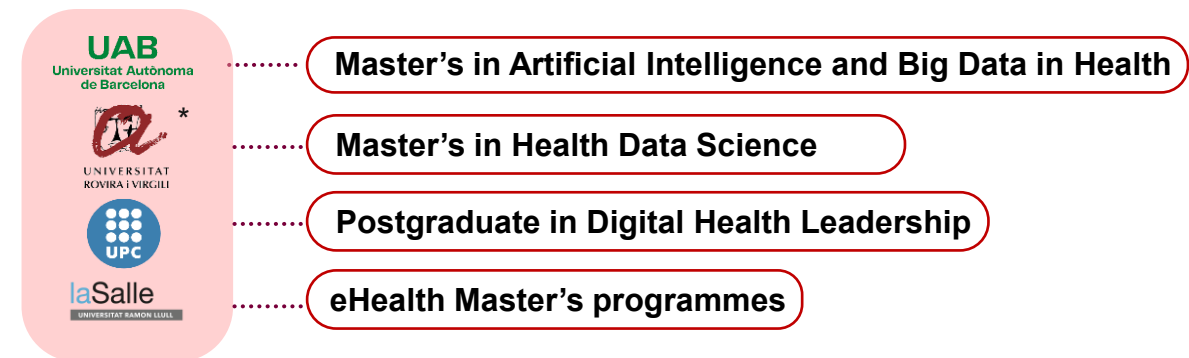 UAB
Universitat Autònoma
de Barcelona
Master’s in Artificial Intelligence and Big Data in Health
*
UNIVERSITAT
ROVIRA i VIRGILI
Master’s in Health Data Science
UPC
Postgraduate in Digital Health Leadership
laSalle
UNIVERSITAT RAMON LLULL
eHealth Master’s programmes